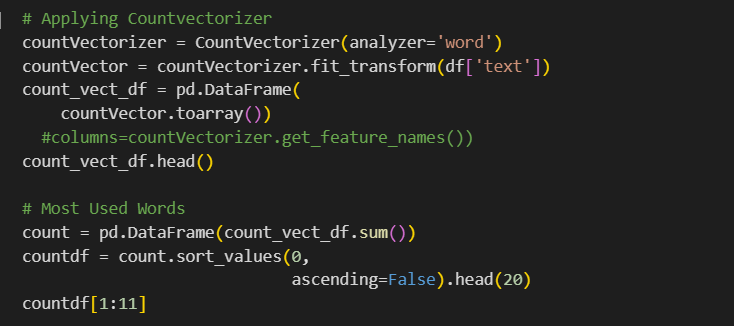 # Applying Countvectorizer
countVectorizer = CountVectorizer(analyzer='word')
countVector = countVectorizer.fit_transform(df['text'])
count_vect_df = pd.DataFrame(
    countVector.toarray())
  #columns=countVectorizer.get_feature_names())
count_vect_df.head()

# Most Used Words
count = pd.DataFrame(count_vect_df.sum())
countdf = count.sort_values(0,
                            ascending=False).head(20)
countdf[1:11]